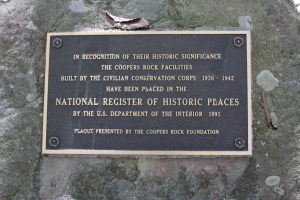 IN RECOGNITION OF THEIR HISTORIC SIGNIFICANCE
THE COOPERS ROCK FACILITIES
BUILT BY THE CIVILIAN CONSERVATION CORPS 1936 - 1942
HAVE BEEN PLACED IN THE
NATIONAL REGISTER OF HISTORIC PLACES
BY THE U.S. DEPARTMENT OF THE INTERIOR 1991
PLAQUE PRESENTED BY THE COOPERS ROCK FOUNDATION